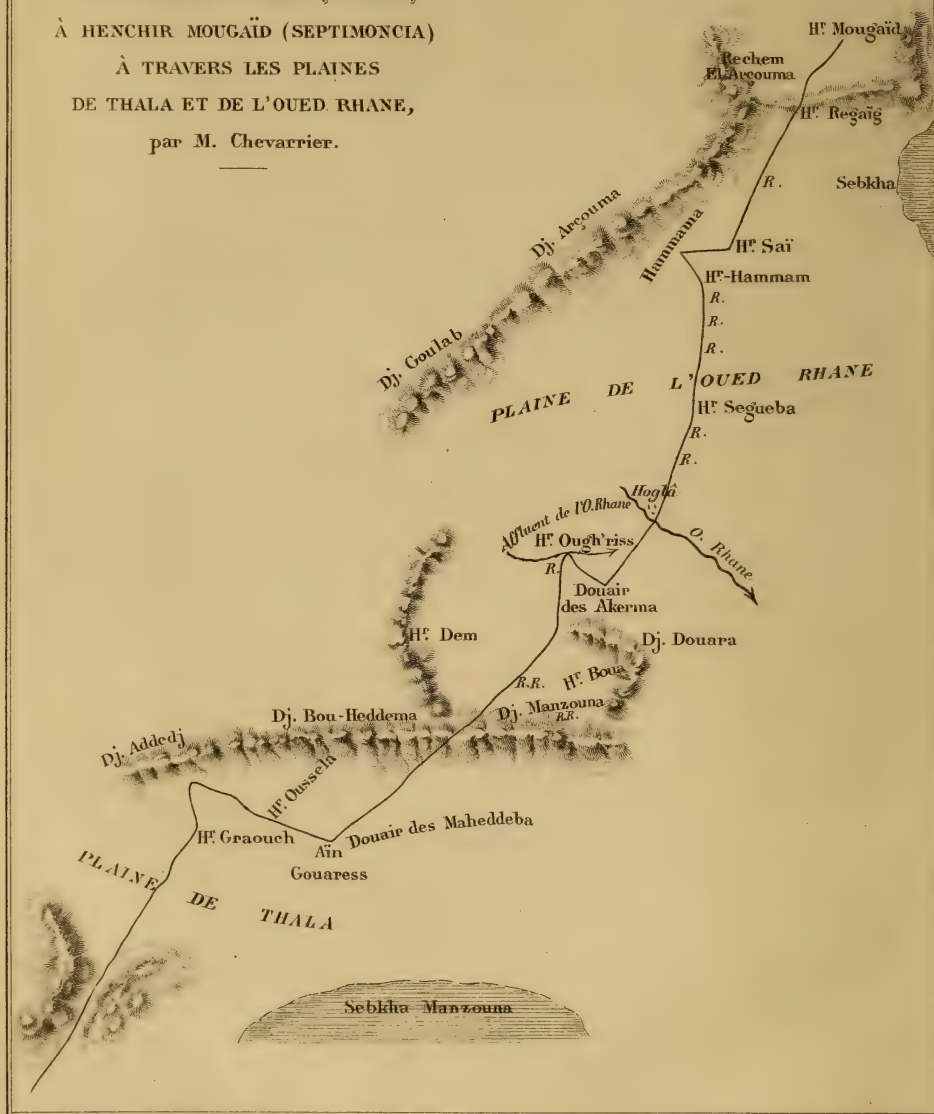 À HENCHIR MOUGAÏD (SEPTIMONCIA)
À TRAVERS LES PLAINES
DE THALA ET DE L'OUED RHANE,
par M. Chevarrier.
Hr. Mougaïd
Rechem
El Arçouma
Hr. Regaïg
Sebkha
R.
Dj. Arçouma
Hammama
Hr. Saï
Hr.-Hammam
R.
R.
R.
Dj. Goulab
PLAINE DE L'OUED RHANE
Hr. Segueba
R.
R.
Hoglâ
Affluent de l'O. Rhane
Hr. Ough'riss
O. Rhane
R.
Douair
des Akerma
Hr. Dem
Dj. Douara
Hr. Boua
R.R.
Dj. Manzouna
R.R.
Dj. Bou-Heddema
Dj. Addedj
Hr. Oussela
Hr. Graouch
Douair des Maheddeba
Aïn
Gouaress
PLAINE DE THALA
Sebkha Manzouna